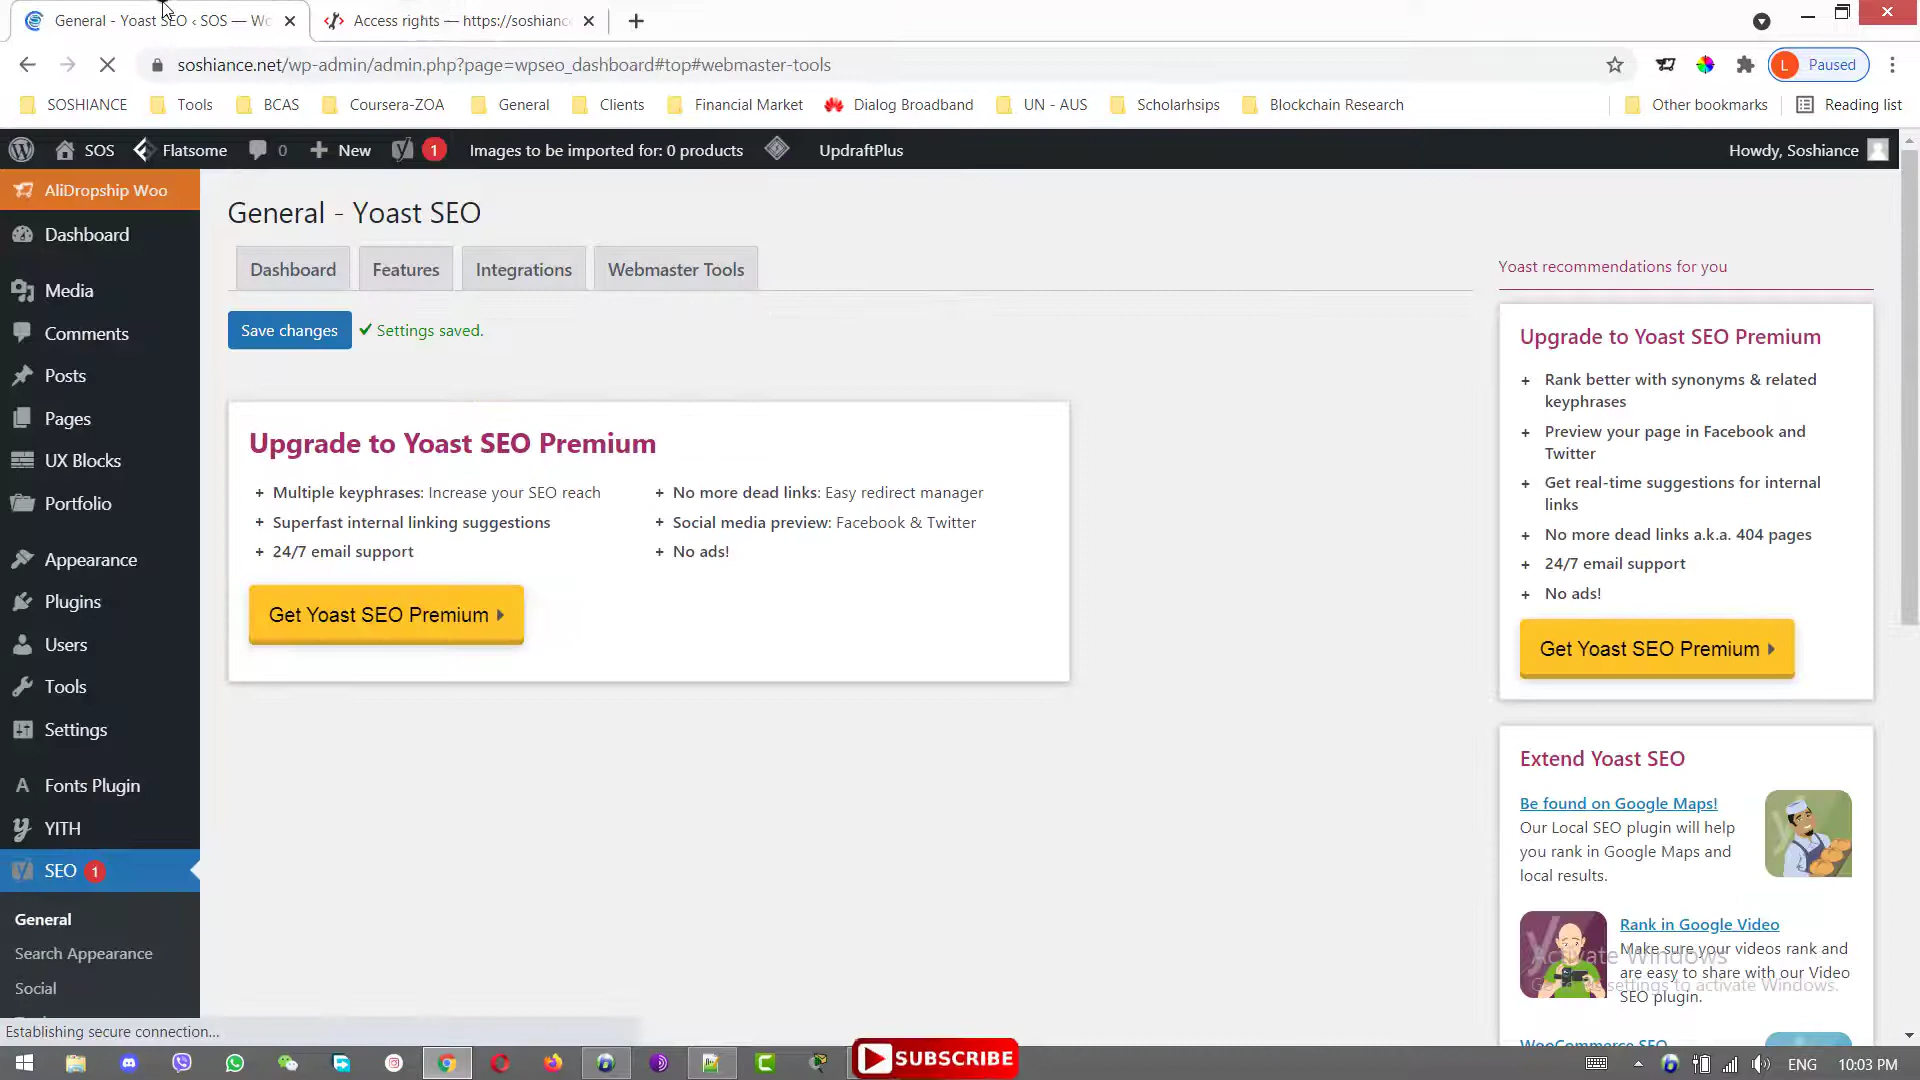 General - Yoast SEO ‹ SOS — Wo
Access rights — https://soshianc
soshiance.net/wp-admin/admin.php?page=wpseo_dashboard#top#webmaster-tools
L Paused
SOSHIANCE Tools BCAS Coursera-ZOA General Clients Financial Market Dialog Broadband UN - AUS Scholarhsips Blockchain Research Other bookmarks Reading list
SOS Flatsome 0 New 1 Images to be imported for: 0 products UpdraftPlus Howdy, Soshiance
AliDropship Woo
Dashboard
Media
Comments
Posts
Pages
UX Blocks
Portfolio
Appearance
Plugins
Users
Tools
Settings
Fonts Plugin
YITH
SEO 1
General
Search Appearance
Social
General - Yoast SEO
Dashboard Features Integrations Webmaster Tools
Save changes Settings saved.
Upgrade to Yoast SEO Premium
+ Multiple keyphrases: Increase your SEO reach
+ Superfast internal linking suggestions
+ 24/7 email support
+ No more dead links: Easy redirect manager
+ Social media preview: Facebook & Twitter
+ No ads!
Get Yoast SEO Premium
Yoast recommendations for you
Upgrade to Yoast SEO Premium
+ Rank better with synonyms & related
keyphrases
+ Preview your page in Facebook and
Twitter
+ Get real-time suggestions for internal
links
+ No more dead links a.k.a. 404 pages
+ 24/7 email support
+ No ads!
Get Yoast SEO Premium
Extend Yoast SEO
Be found on Google Maps!
Our Local SEO plugin will help
you rank in Google Maps and
local results.
Rank in Google Video
Make sure your videos rank and
are easy to share with our Video
SEO plugin.
WooCommerce SEO
Activate Windows
Go to settings to activate Windows.
Establishing secure connection...
SUBSCRIBE
ENG 10:03 PM